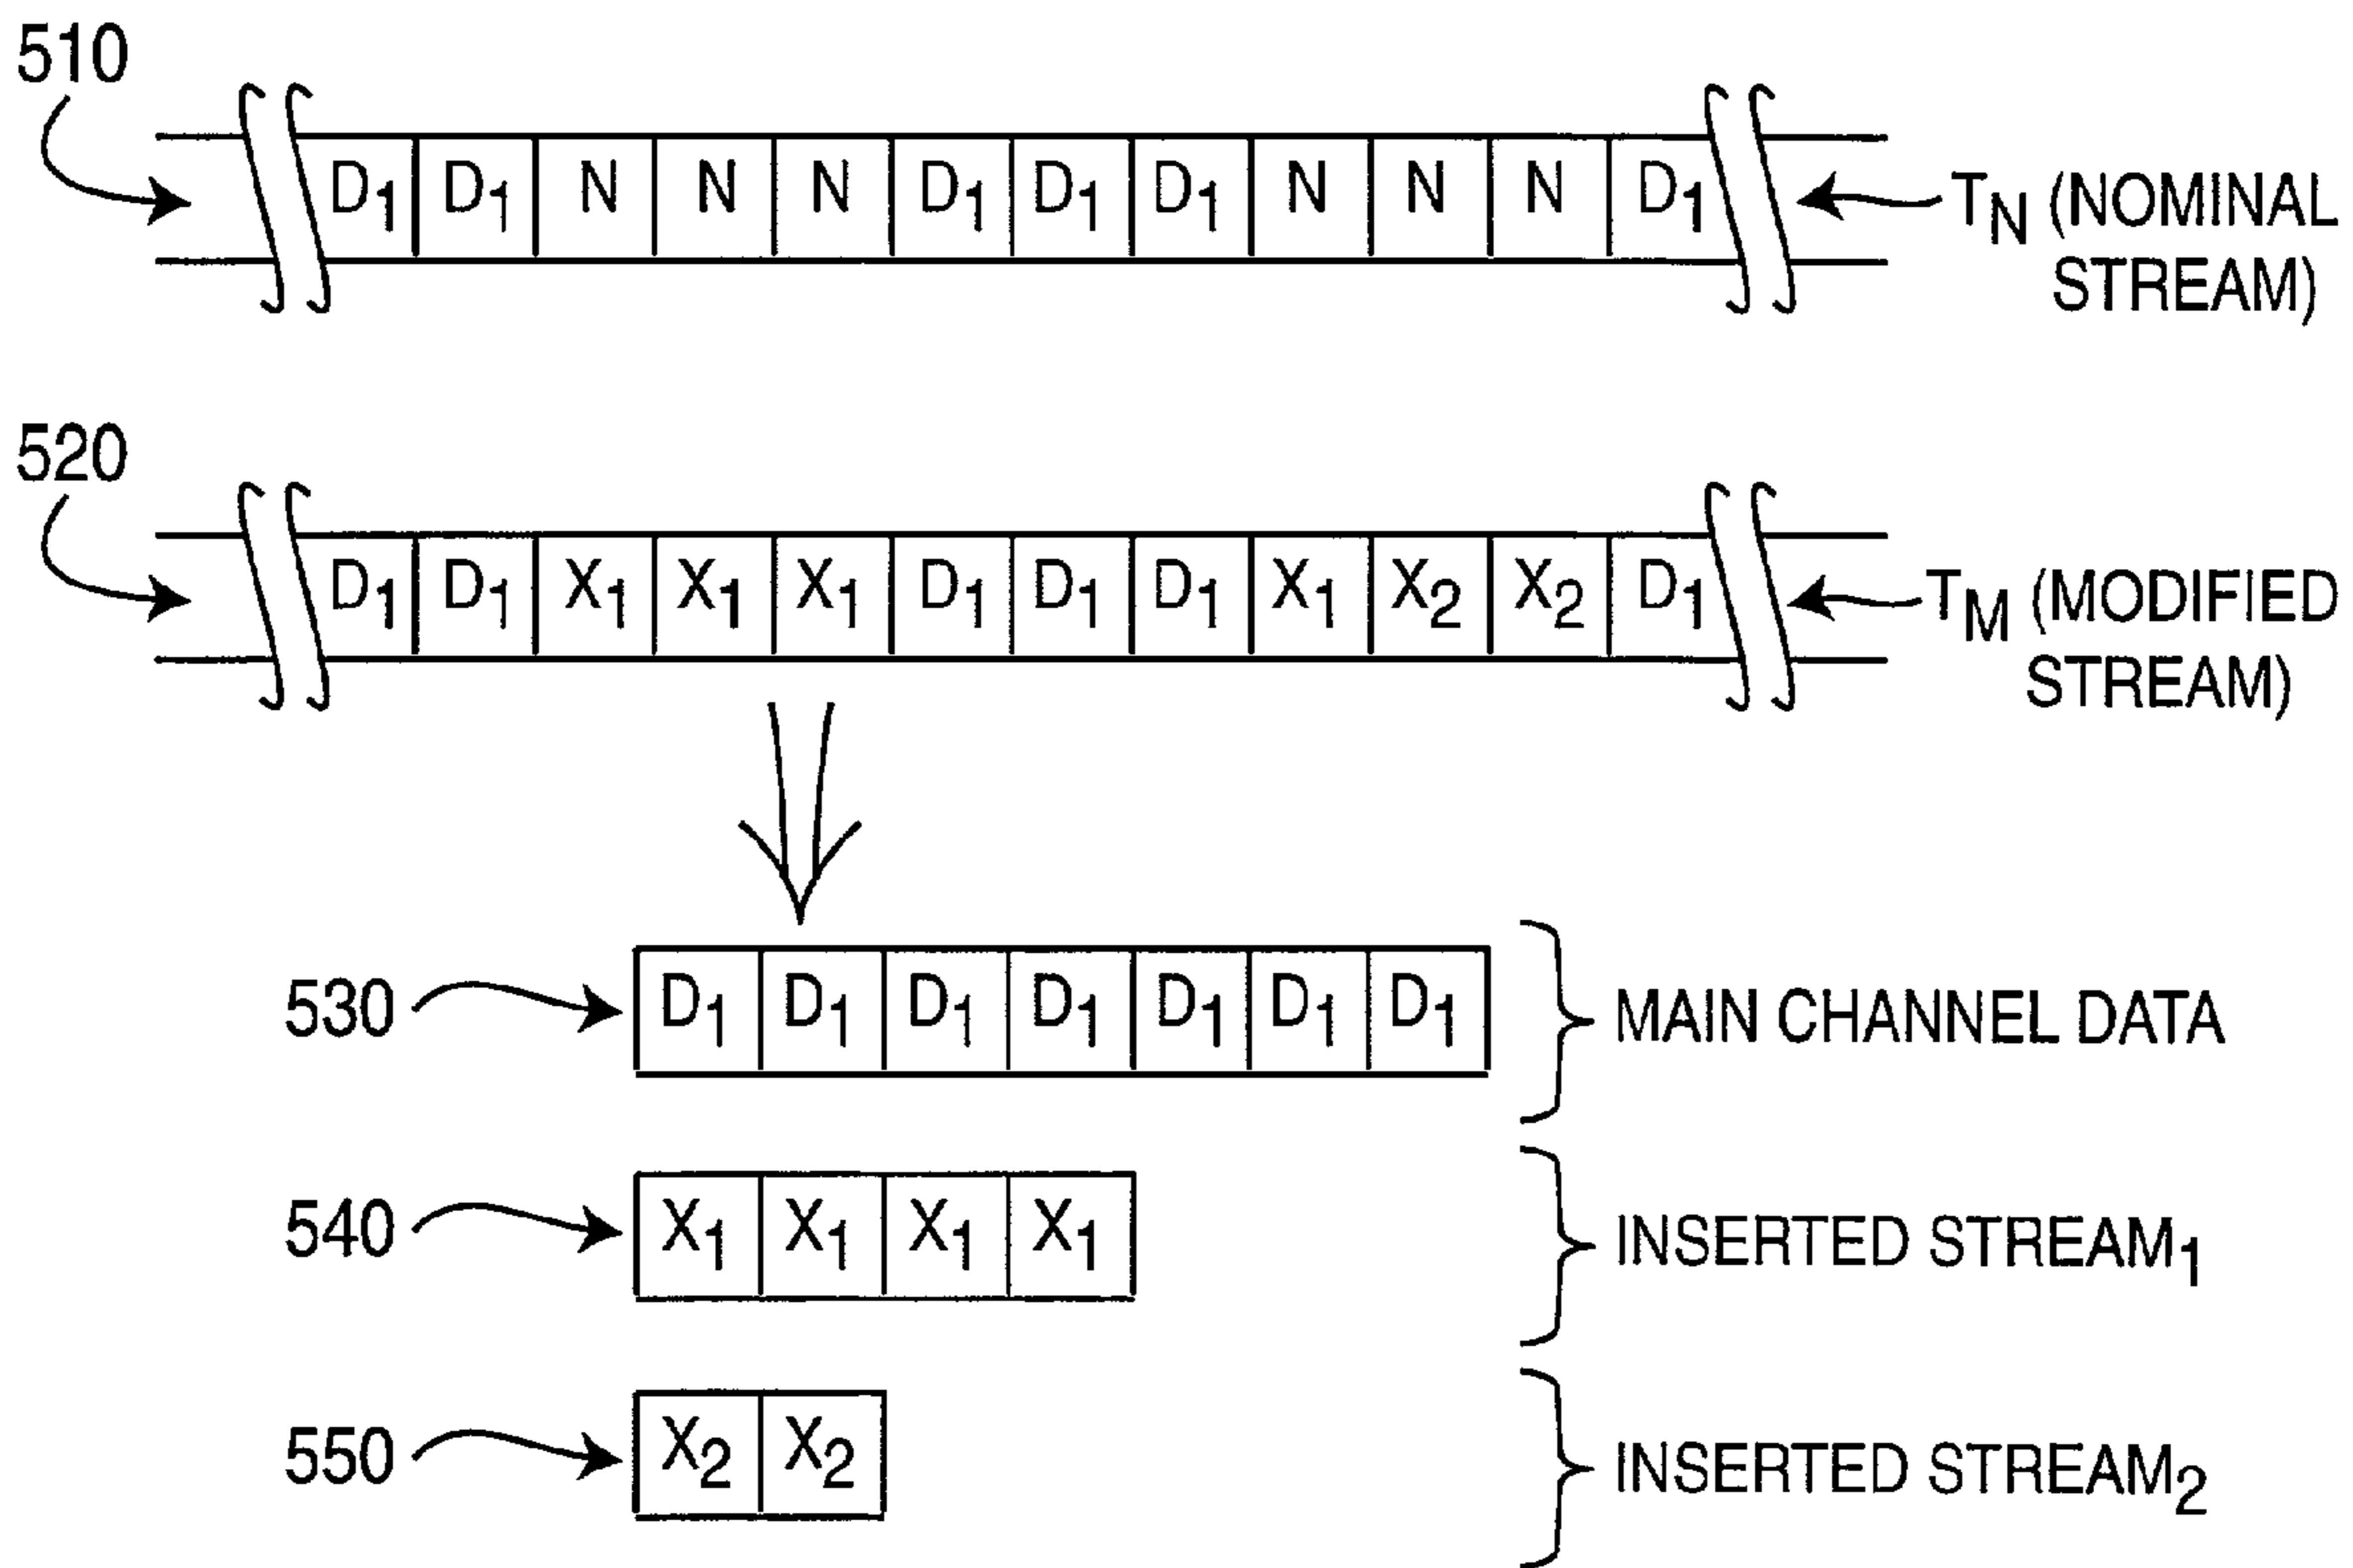 510
D1 D1 N N N D1 D1 D1 N N N D1
TN (NOMINAL
STREAM)
520
D1 D1 X1 X1 X1 D1 D1 D1 X1 X2 X2 D1
TM (MODIFIED
STREAM)
530 D1 D1 D1 D1 D1 D1 D1 MAIN CHANNEL DATA
540 X1 X1 X1 X1 INSERTED STREAM1
550 X2 X2 INSERTED STREAM2